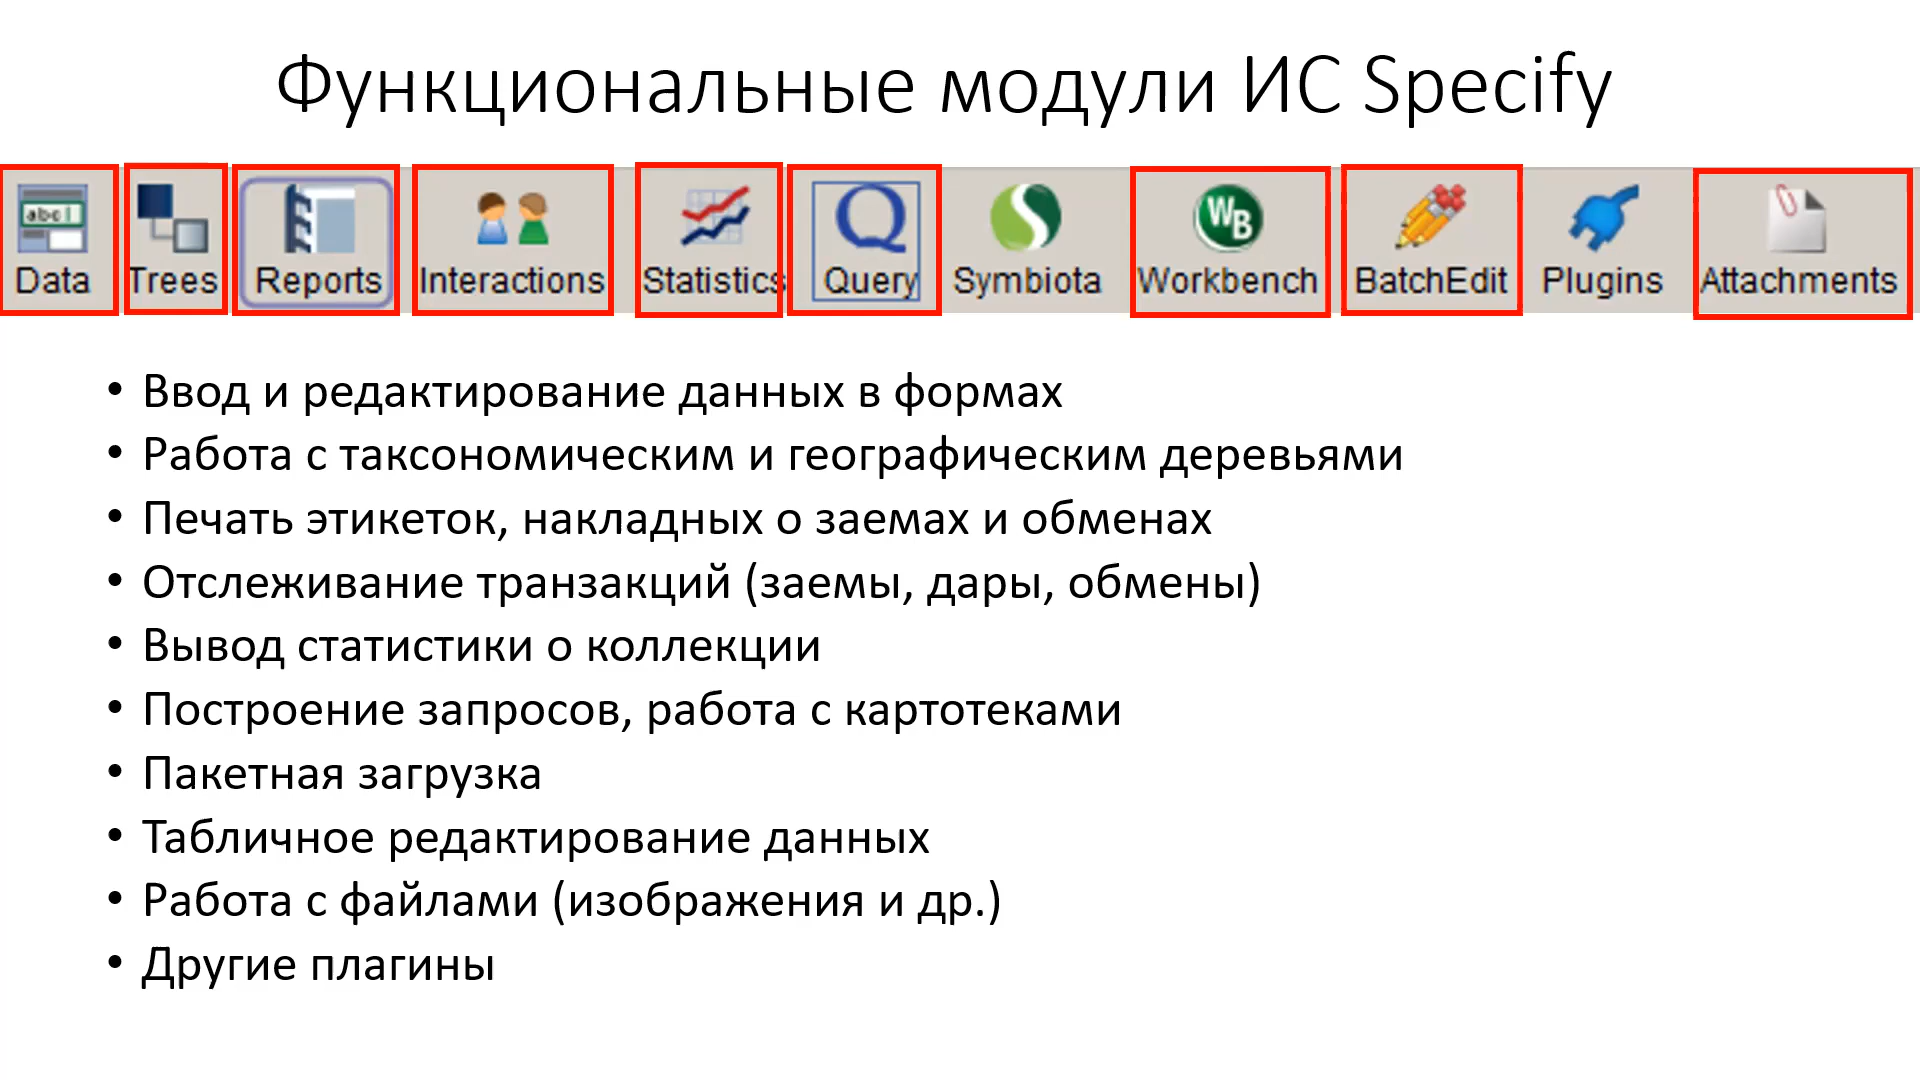 Функциональные модули ИС Specify
abcl
WB
Data Trees Reports Interactions Statistics Query Symbiota Workbench BatchEdit Plugins Attachments
• Ввод и редактирование данных в формах
• Работа с таксономическим и географическим деревьями
• Печать этикеток, накладных о заемах и обменах
• Отслеживание транзакций (заемы, дары, обмены)
• Вывод статистики о коллекции
• Построение запросов, работа с картотеками
• Пакетная загрузка
• Табличное редактирование данных
• Работа с файлами (изображения и др.)
• Другие плагины